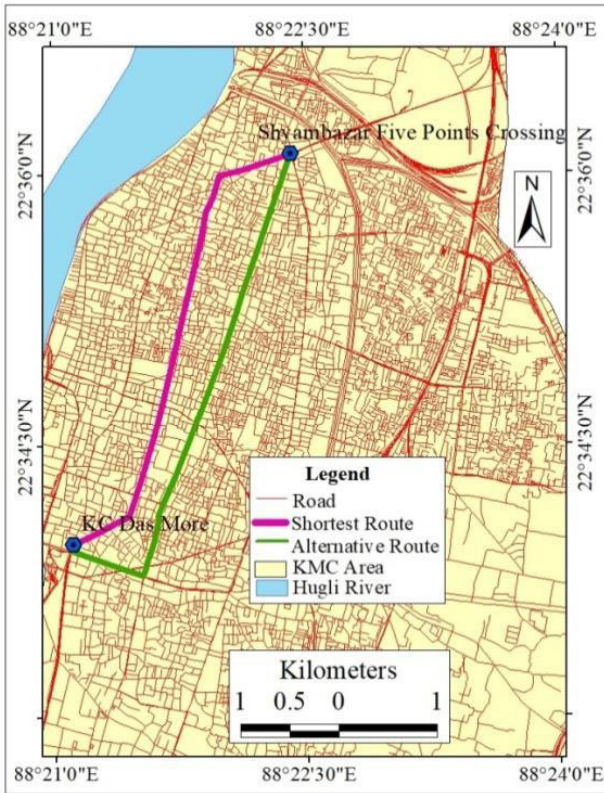 88°21'0"E 88°22'30"E 88°24'0"E
Shyambazar Five Points Crossing
22°36'0"N
22°36'0"N
N
22°34'30"N
22°34'30"N
Legend
Road
KC Das More
Shortest Route
Alternative Route
KMC Area
Hugli River
Kilometers
1 0.5 0 1
88°21'0"E 88°22'30"E 88°24'0"E